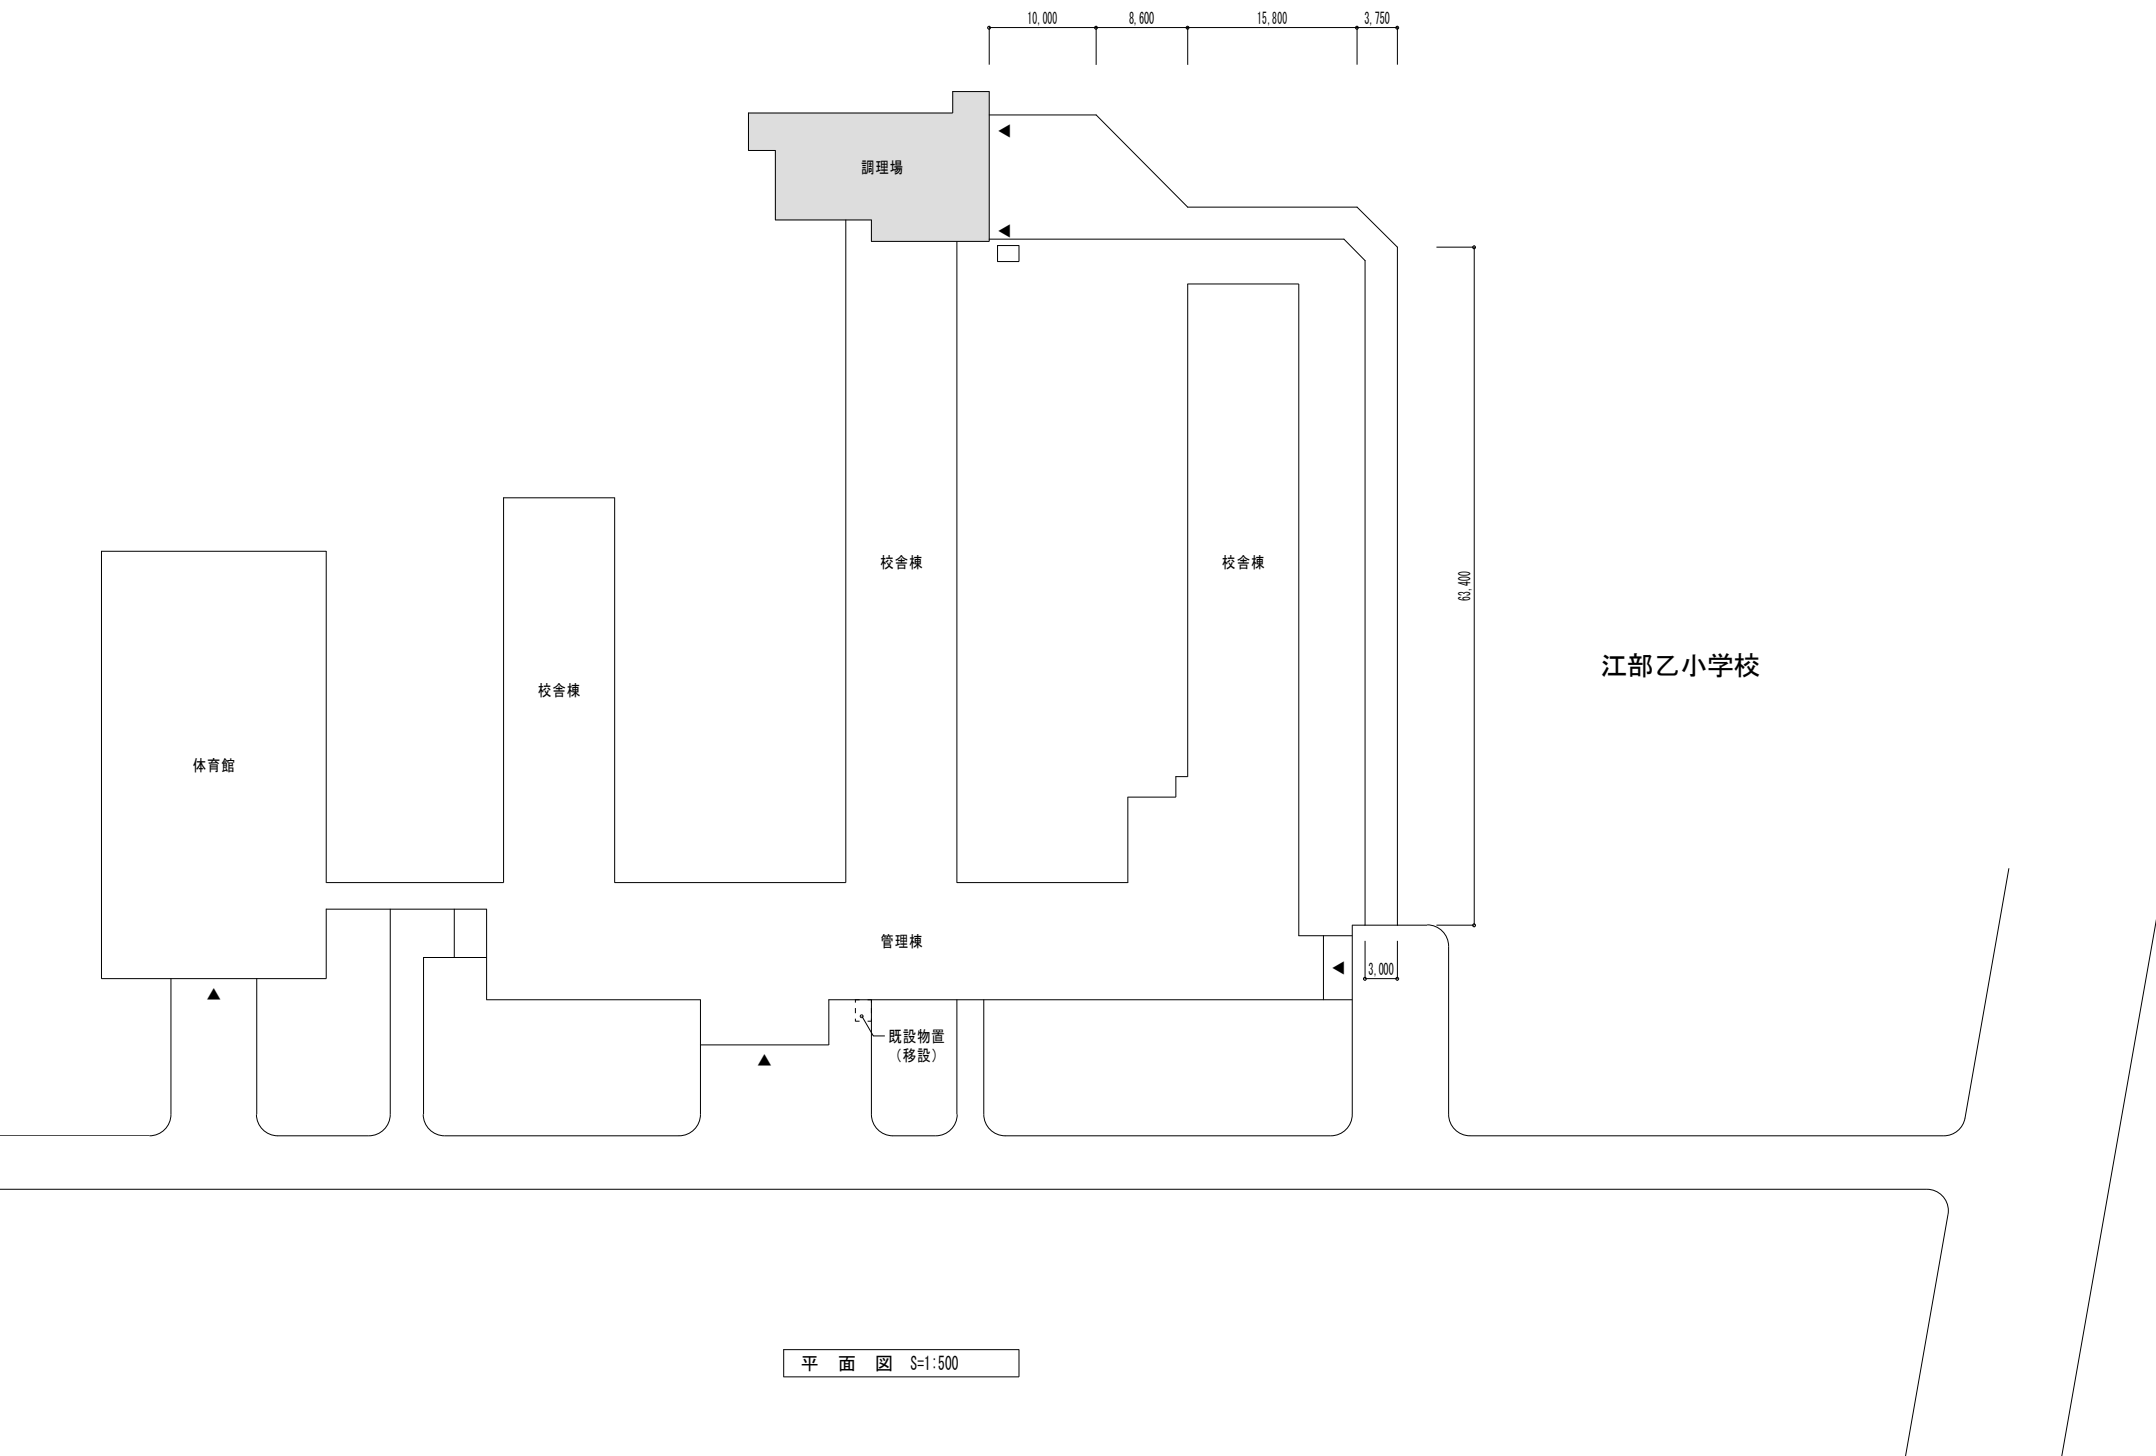 10,000 8,600 15,800 3,750
調理場
校舎棟 校舎棟
63,400
江部乙小学校
校舎棟
体育館
管理棟
3,000
既設物置
(移設)
平 面 図 S=1:500